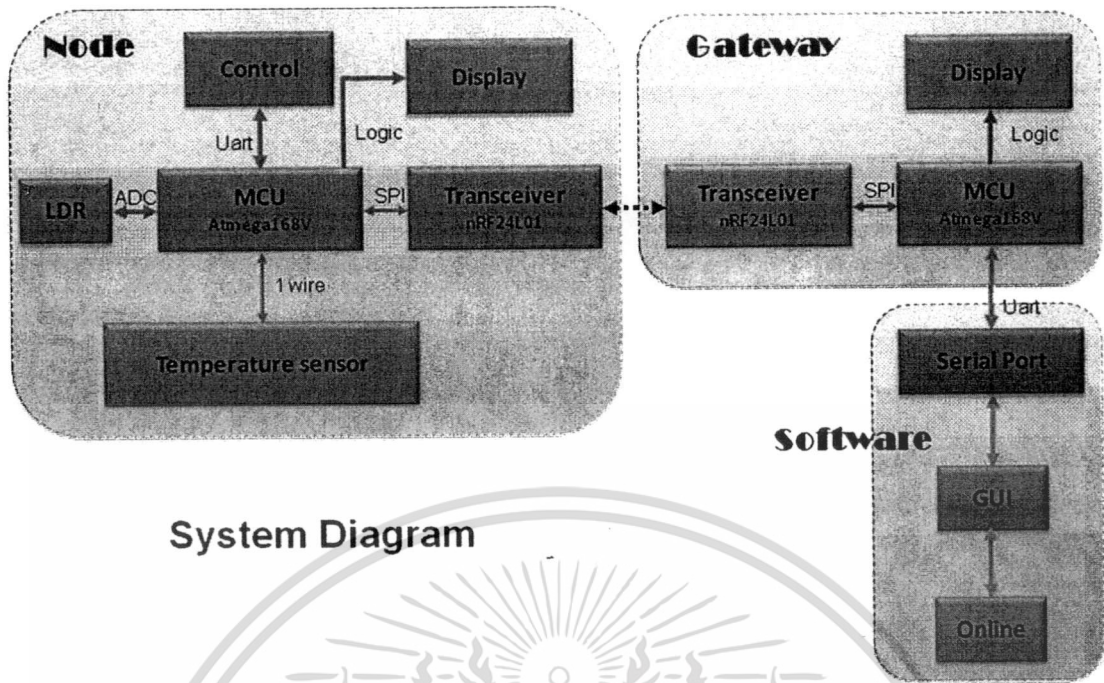 Node
Control
Display
Uart
Logic
LDR
ADC
MCU
Atmega168V
SPI
Transceiver
nRF24L01
1 wire
Temperature sensor
Gateway
Display
Logic
Transceiver
nRF24L01
SPI
MCU
Atmega168V
Uart
Serial Port
Software
GUI
Online
System Diagram